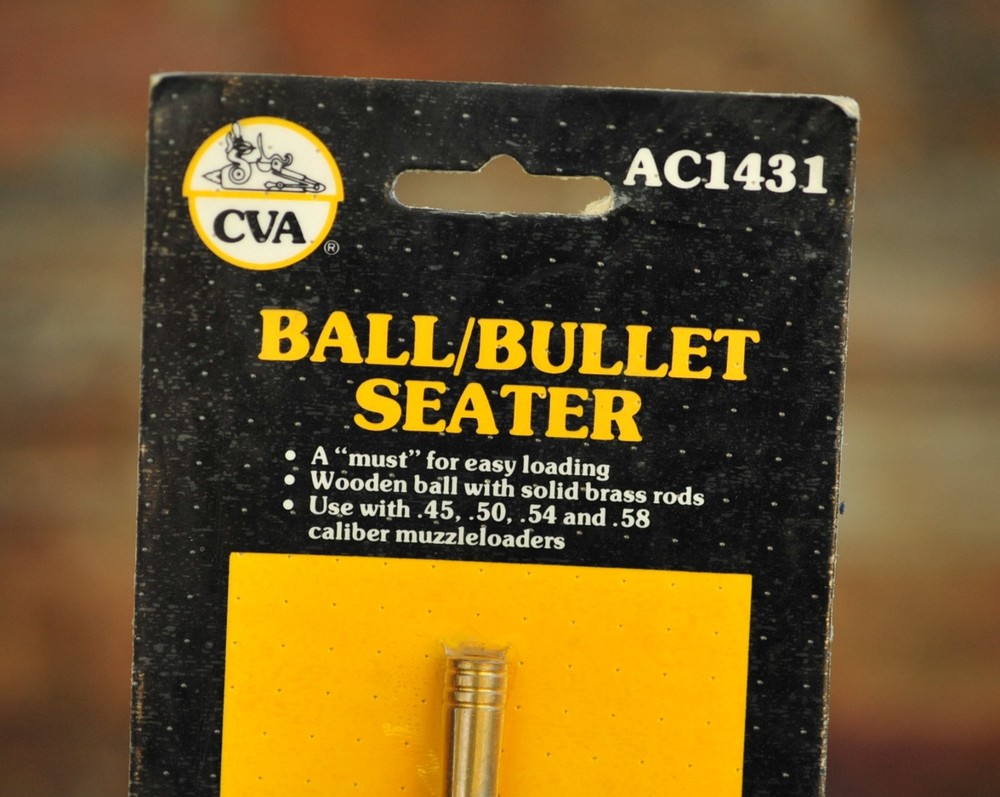 AC1431
CVA
®
BALL/BULLET
SEATER
• A “must” for easy loading
• Wooden ball with solid brass rods
• Use with .45, .50, .54 and .58
caliber muzzleloaders